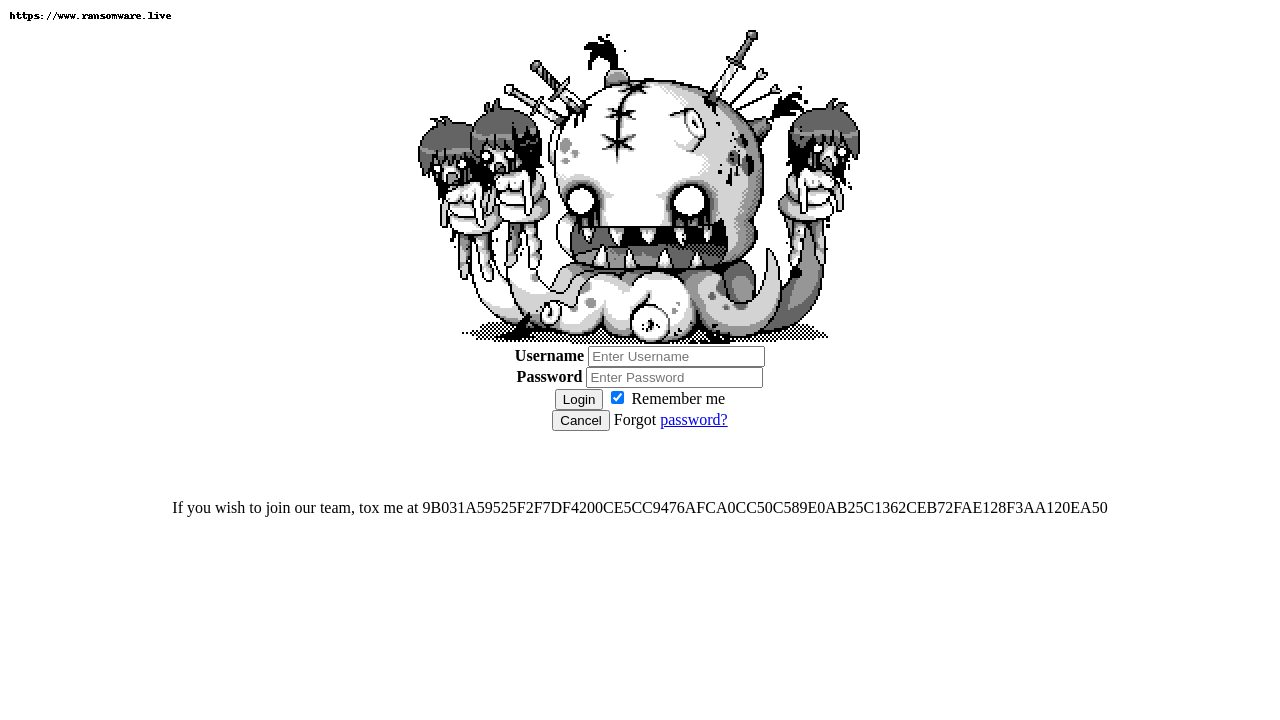 https://www.ransomware.live
Username Enter Username
Password Enter Password
Login Remember me
Cancel Forgot password?
If you wish to join our team, tox me at 9B031A59525F2F7DF4200CE5CC9476AFCA0CC50C589E0AB25C1362CEB72FAE128F3AA120EA50